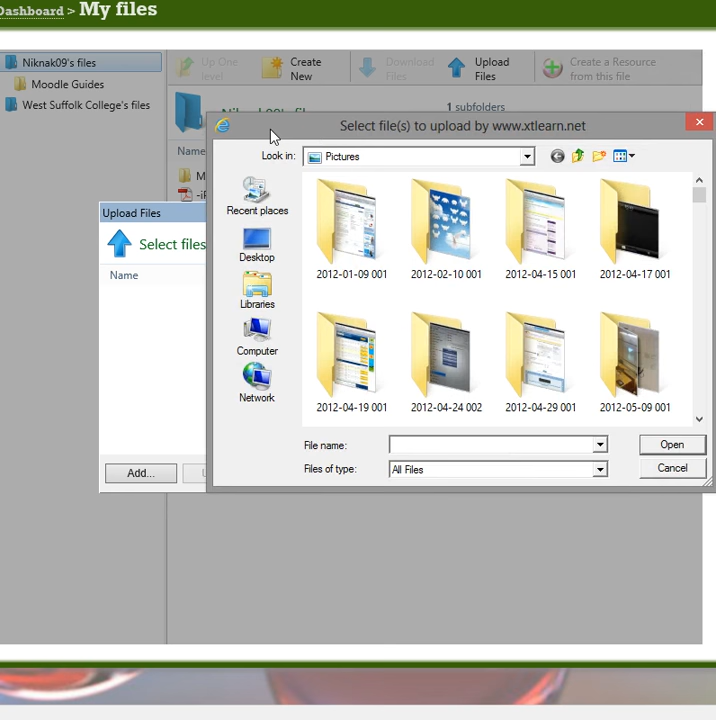 Dashboard > My files
Niknak09's files
Moodle Guides
West Suffolk College's files
Up One level
Create New
Download Files
Upload Files
Create a Resource from this file
1 subfolders
Name
Select file(s) to upload by www.xtlearn.net
Look in:
Pictures
Recent places
Desktop
Libraries
Computer
Network
2012-01-09 001
2012-02-10 001
2012-04-15 001
2012-04-17 001
2012-04-19 001
2012-04-24 002
2012-04-29 001
2012-05-09 001
File name:
Open
Files of type:
All Files
Cancel
Upload Files
Select files
Name
Add...